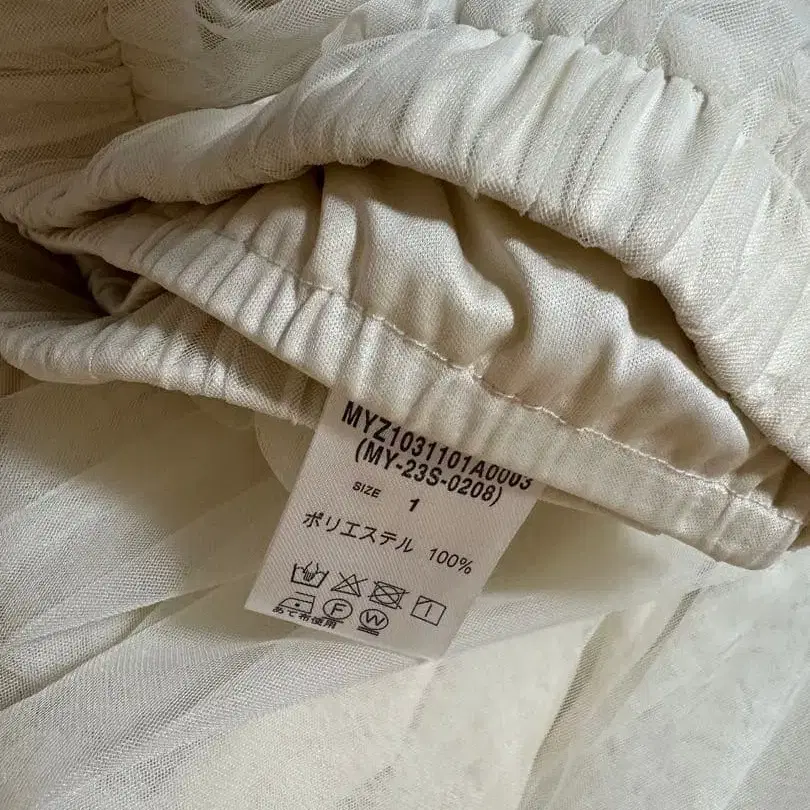 MYZ1031101A0003
(MY-23S-0208)
SIZE 1
ポリエステル 100%
F W
あて布使用